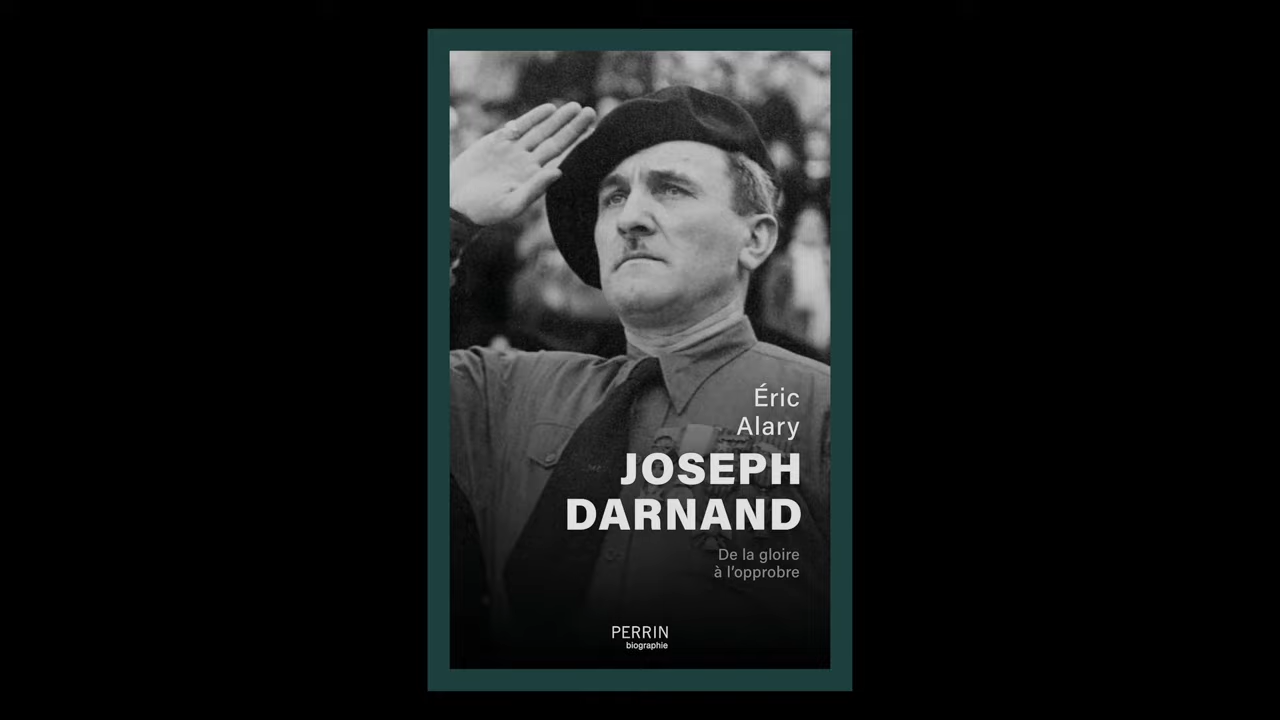 Éric
Alary
JOSEPH
DARNAND
De la gloire
à l’opprobre
PERRIN
biographie